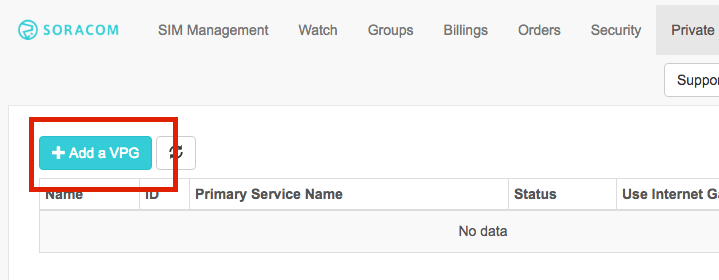 SORACOM SIM Management Watch Groups Billings Orders Security Private
Suppo
+ Add a VPG
Name ID Primary Service Name Status Use Internet Ga
No data